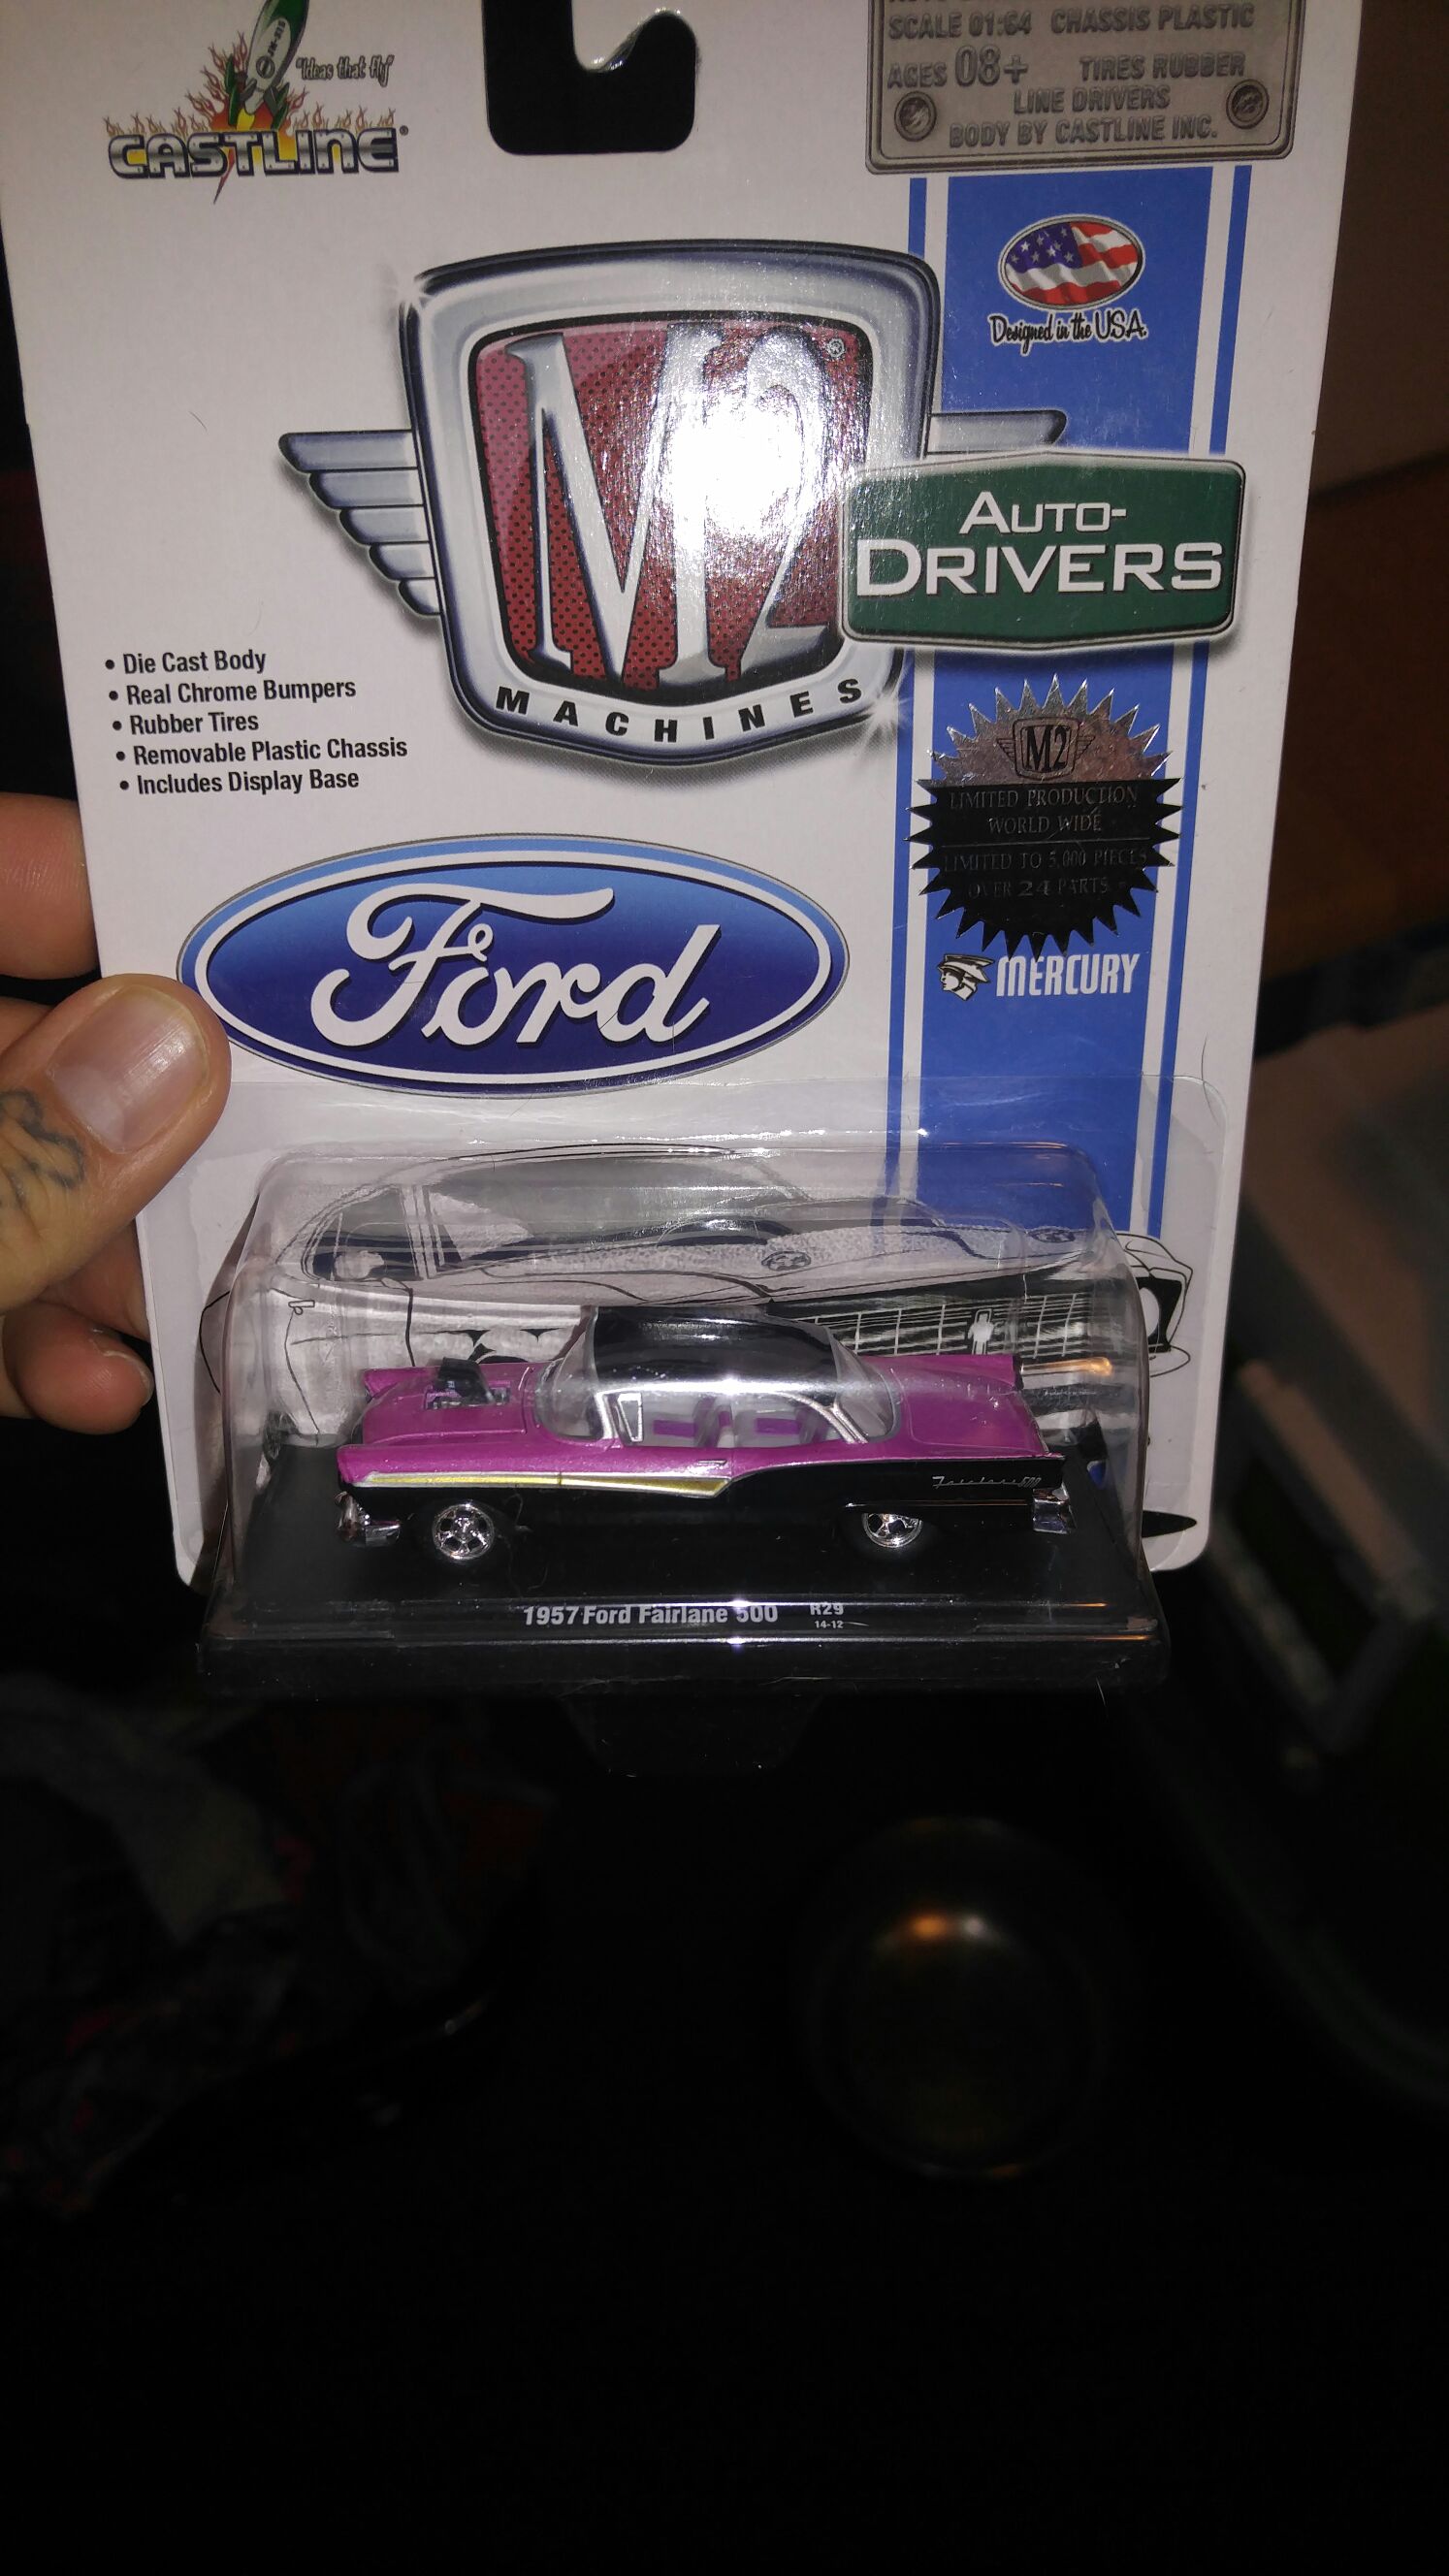 "Ideas that fly"
CASTLINE®
SCALE 01:64 CHASSIS PLASTIC
AGES 08+ TIRES RUBBER
LINE DRIVERS
BODY BY CASTLINE INC.
Designed in the U.S.A.
M2®
MACHINES
AUTO-
DRIVERS
• Die Cast Body
• Real Chrome Bumpers
• Rubber Tires
• Removable Plastic Chassis
• Includes Display Base
M2
LIMITED PRODUCTION
WORLD WIDE
LIMITED TO 5,000 PIECES
OVER 24 PARTS
MERCURY
Ford
Fairlane 500
1957 Ford Fairlane 500 R29
14-12